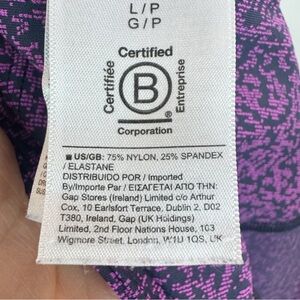 L / P
G / P
Certified
Certifiée
B
®
Entreprise
Corporation
■ US/GB: 75% NYLON, 25% SPANDEX
/ ELASTANE
DISTRIBUIDO POR / Imported
By/Importe Par / ΕΙΣΑΓΕΤΑΙ ΑΠΟ ΤΗΝ:
Gap Stores (Ireland) Limited c/o Arthur
Cox, 10 Earlsfort Terrace, Dublin 2, D02
T380, Ireland, Gap (UK Holdings)
Limited, 2nd Floor Nations House, 103
Wigmore Street, London, W1U 1QS, UK